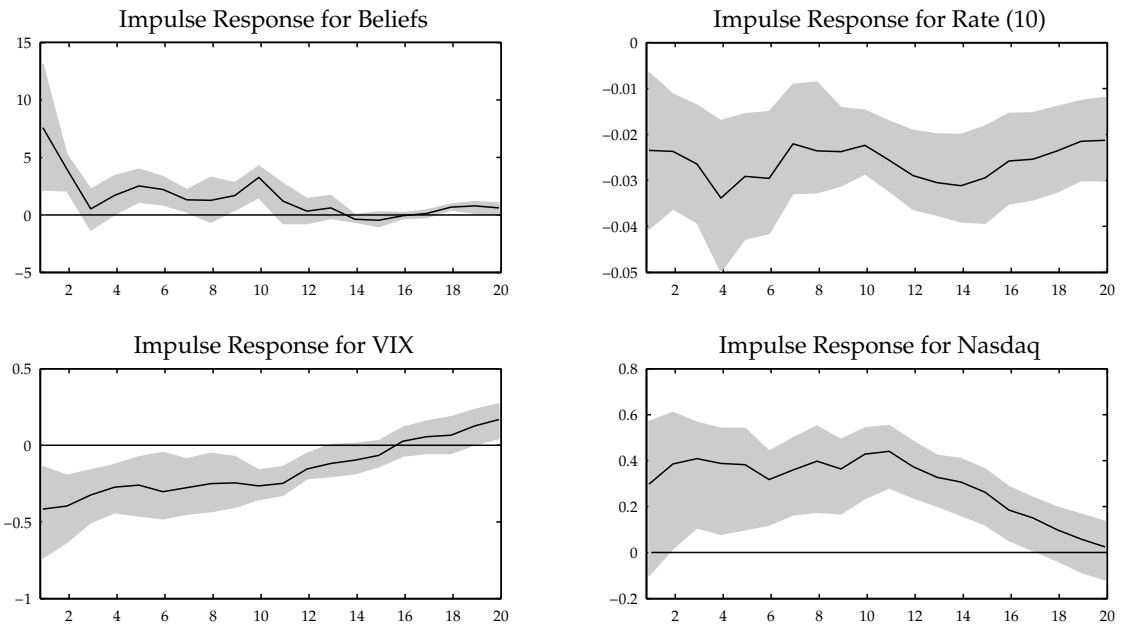 Impulse Response for Beliefs
15
10
5
0
−5
2 4 6 8 10 12 14 16 18 20
Impulse Response for Rate (10)
0
−0.01
−0.02
−0.03
−0.04
−0.05
2 4 6 8 10 12 14 16 18 20
Impulse Response for VIX
0.5
0
−0.5
−1
2 4 6 8 10 12 14 16 18 20
Impulse Response for Nasdaq
0.8
0.6
0.4
0.2
0
−0.2
2 4 6 8 10 12 14 16 18 20